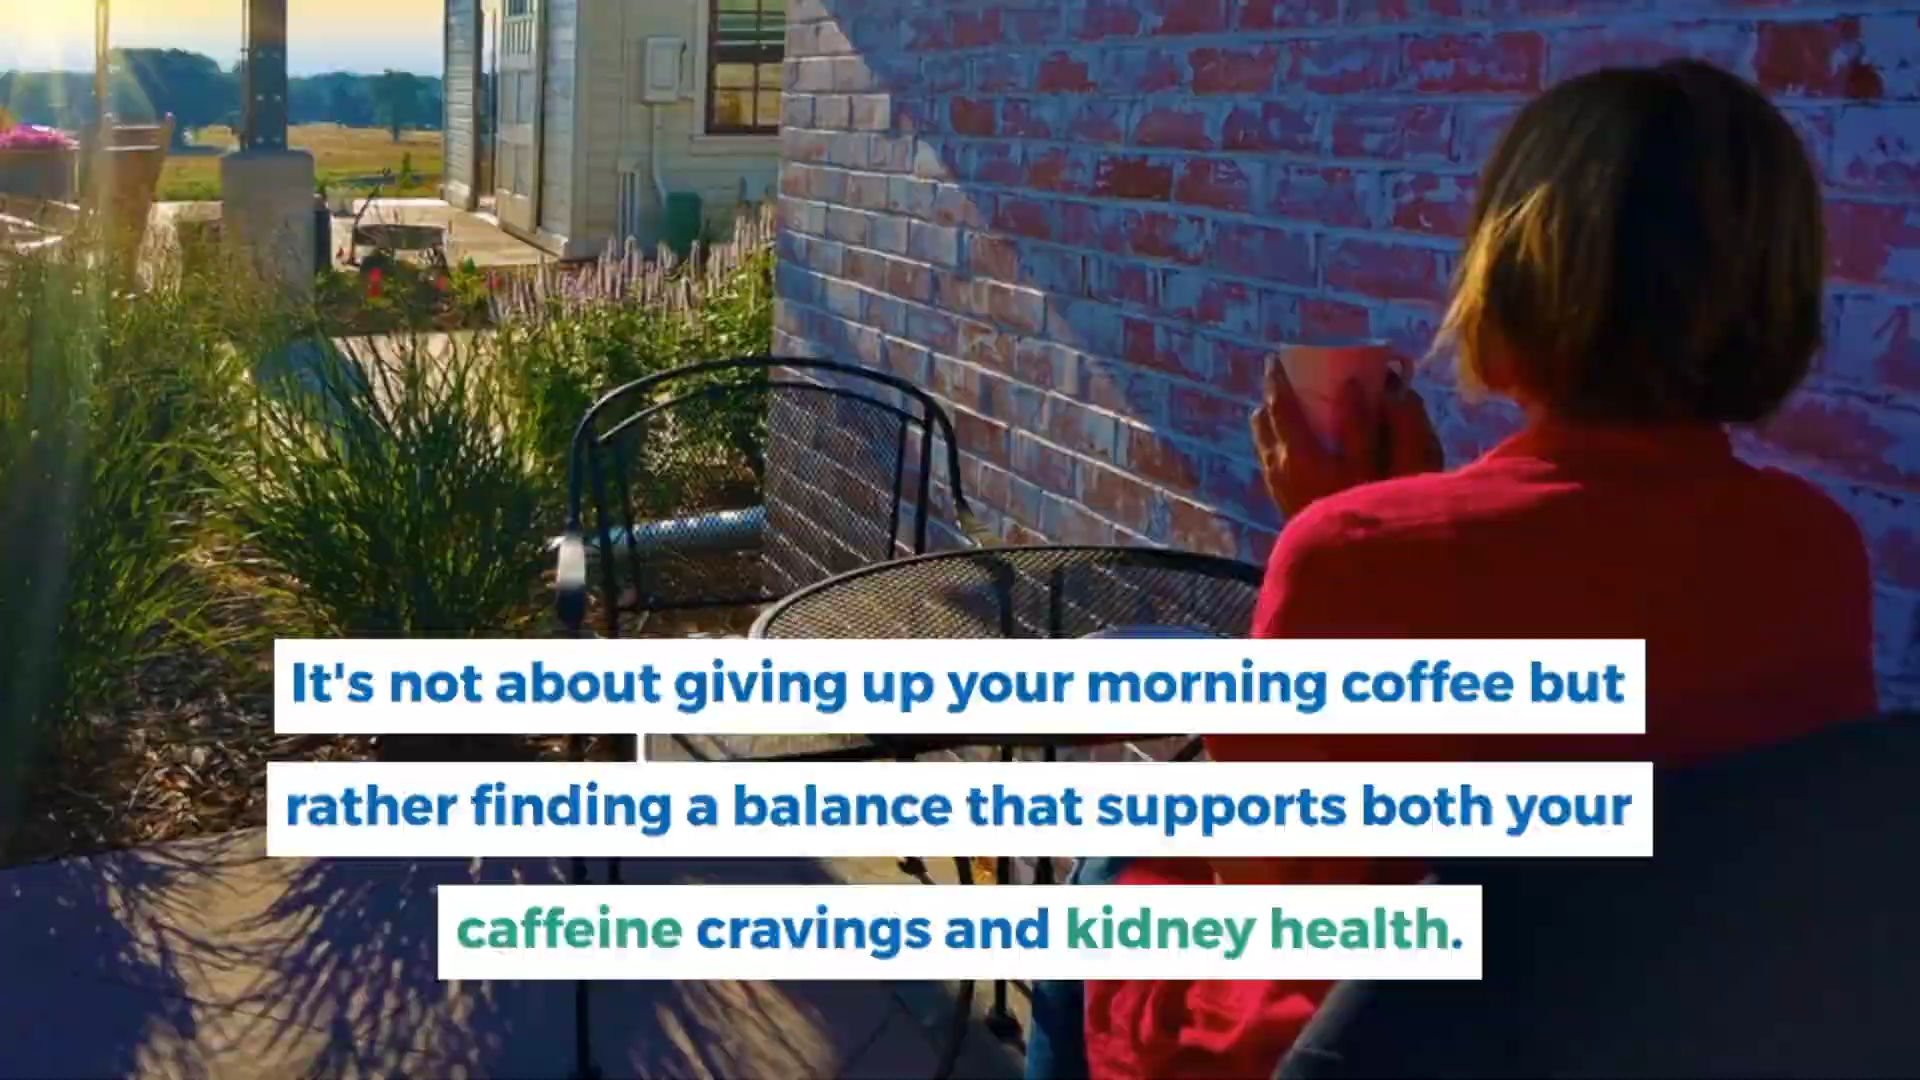 It's not about giving up your morning coffee but
rather finding a balance that supports both your
caffeine cravings and kidney health.